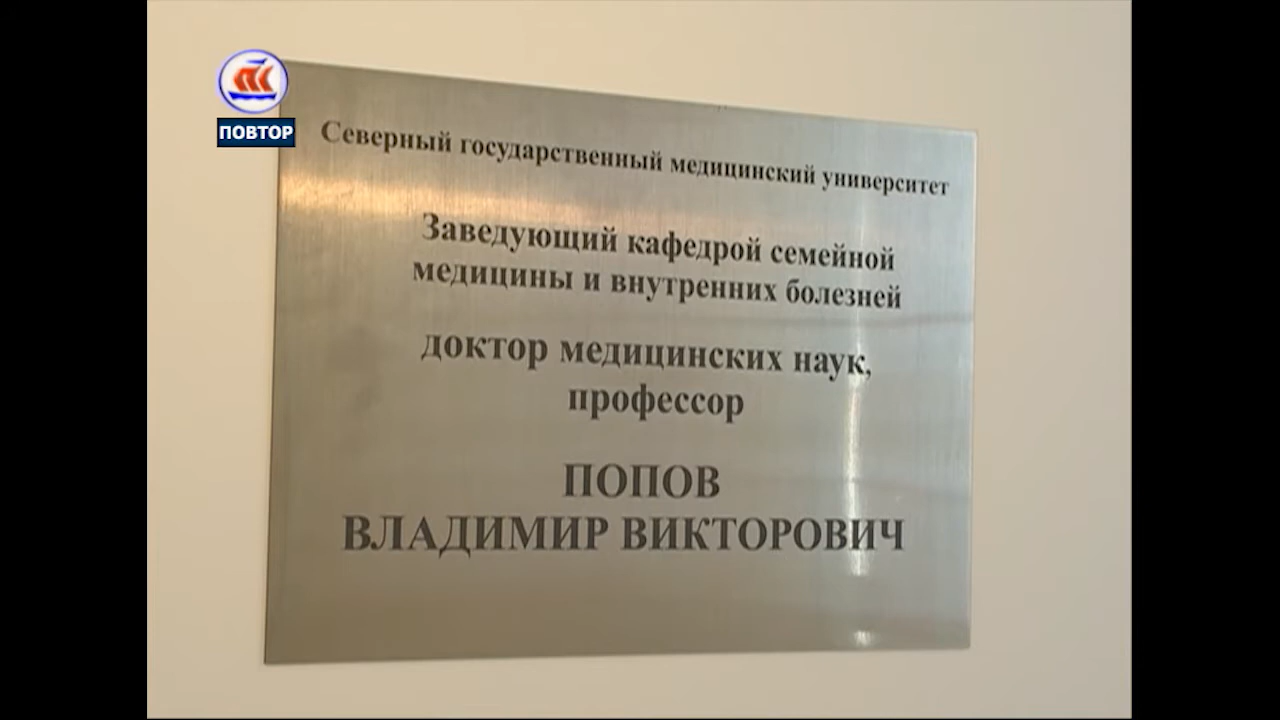 ПОВТОР
Северный государственный медицинский университет
Заведующий кафедрой семейной
медицины и внутренних болезней
доктор медицинских наук,
профессор
ПОПОВ
ВЛАДИМИР ВИКТОРОВИЧ